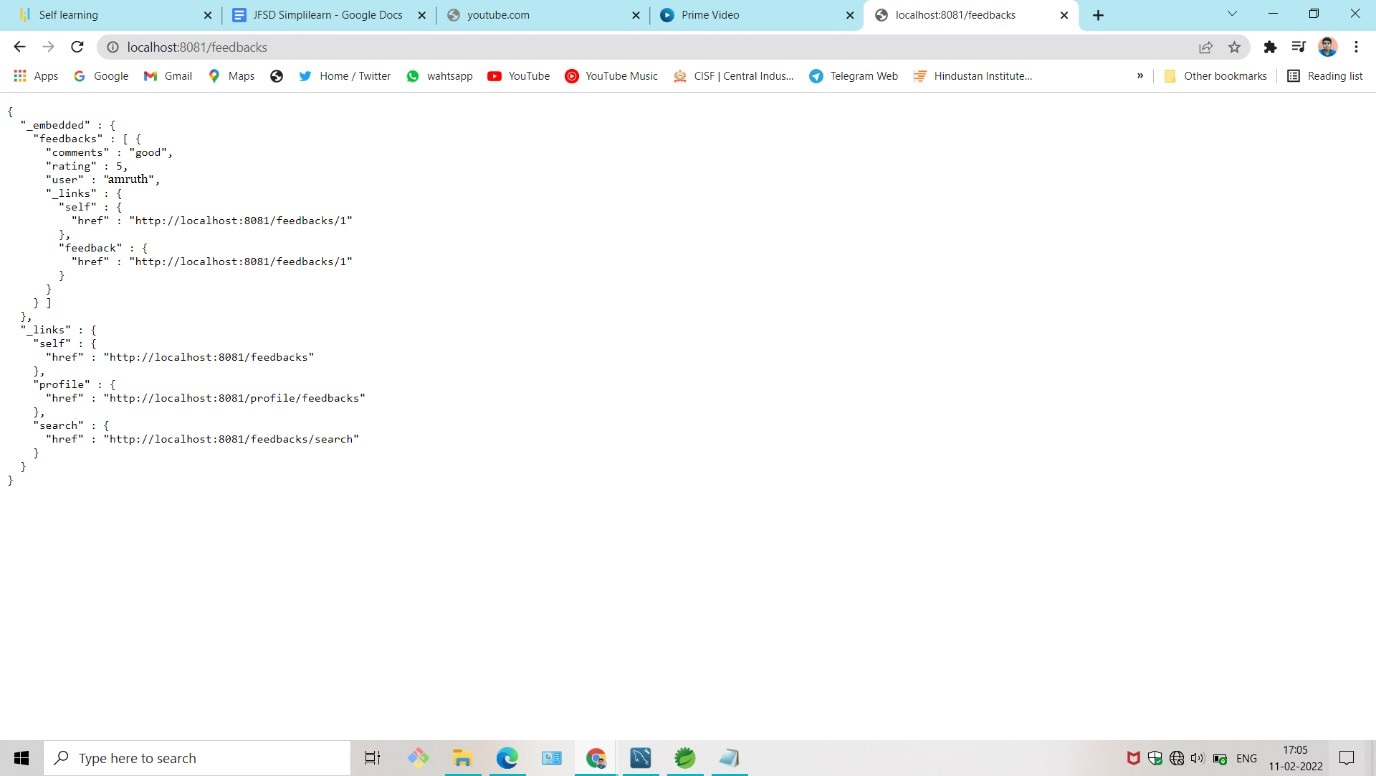 Self learning
JFSD Simplilearn - Google Docs
youtube.com
Prime Video
localhost:8081/feedbacks
localhost:8081/feedbacks
Apps
Google
Gmail
Maps
Home / Twitter
wahtsapp
YouTube
YouTube Music
CISF | Central Indus...
Telegram Web
Hindustan Institute...
»
Other bookmarks
Reading list
{
  "_embedded" : {
    "feedbacks" : [ {
      "comments" : "good",
      "rating" : 5,
      "user" : "amruth",
      "_links" : {
        "self" : {
          "href" : "http://localhost:8081/feedbacks/1"
        },
        "feedback" : {
          "href" : "http://localhost:8081/feedbacks/1"
        }
      }
    } ]
  },
  "_links" : {
    "self" : {
      "href" : "http://localhost:8081/feedbacks"
    },
    "profile" : {
      "href" : "http://localhost:8081/profile/feedbacks"
    },
    "search" : {
      "href" : "http://localhost:8081/feedbacks/search"
    }
  }
}
Type here to search
ENG
17:05
11-02-2022